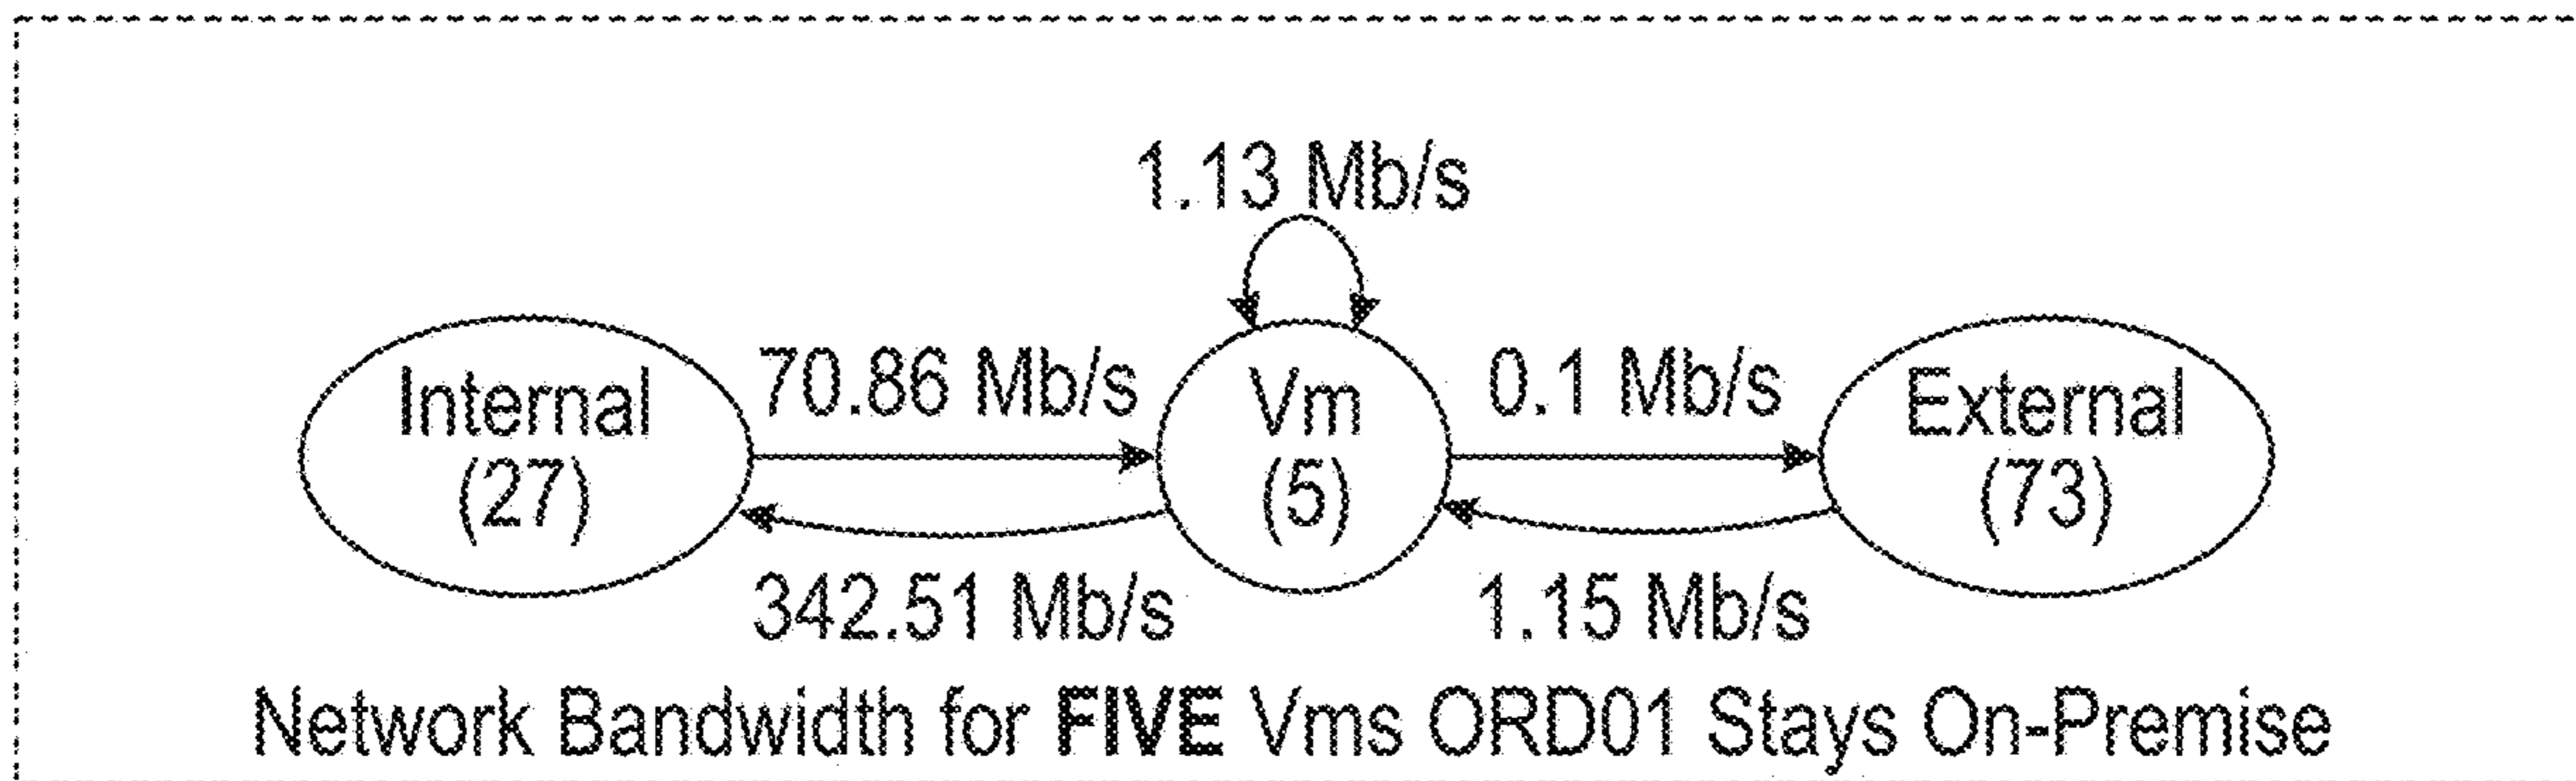 1.13 Mb/s
70.86 Mb/s
0.1 Mb/s
Internal
(27)
Vm
(5)
External
(73)
342.51 Mb/s
1.15 Mb/s
Network Bandwidth for FIVE Vms ORD01 Stays On-Premise